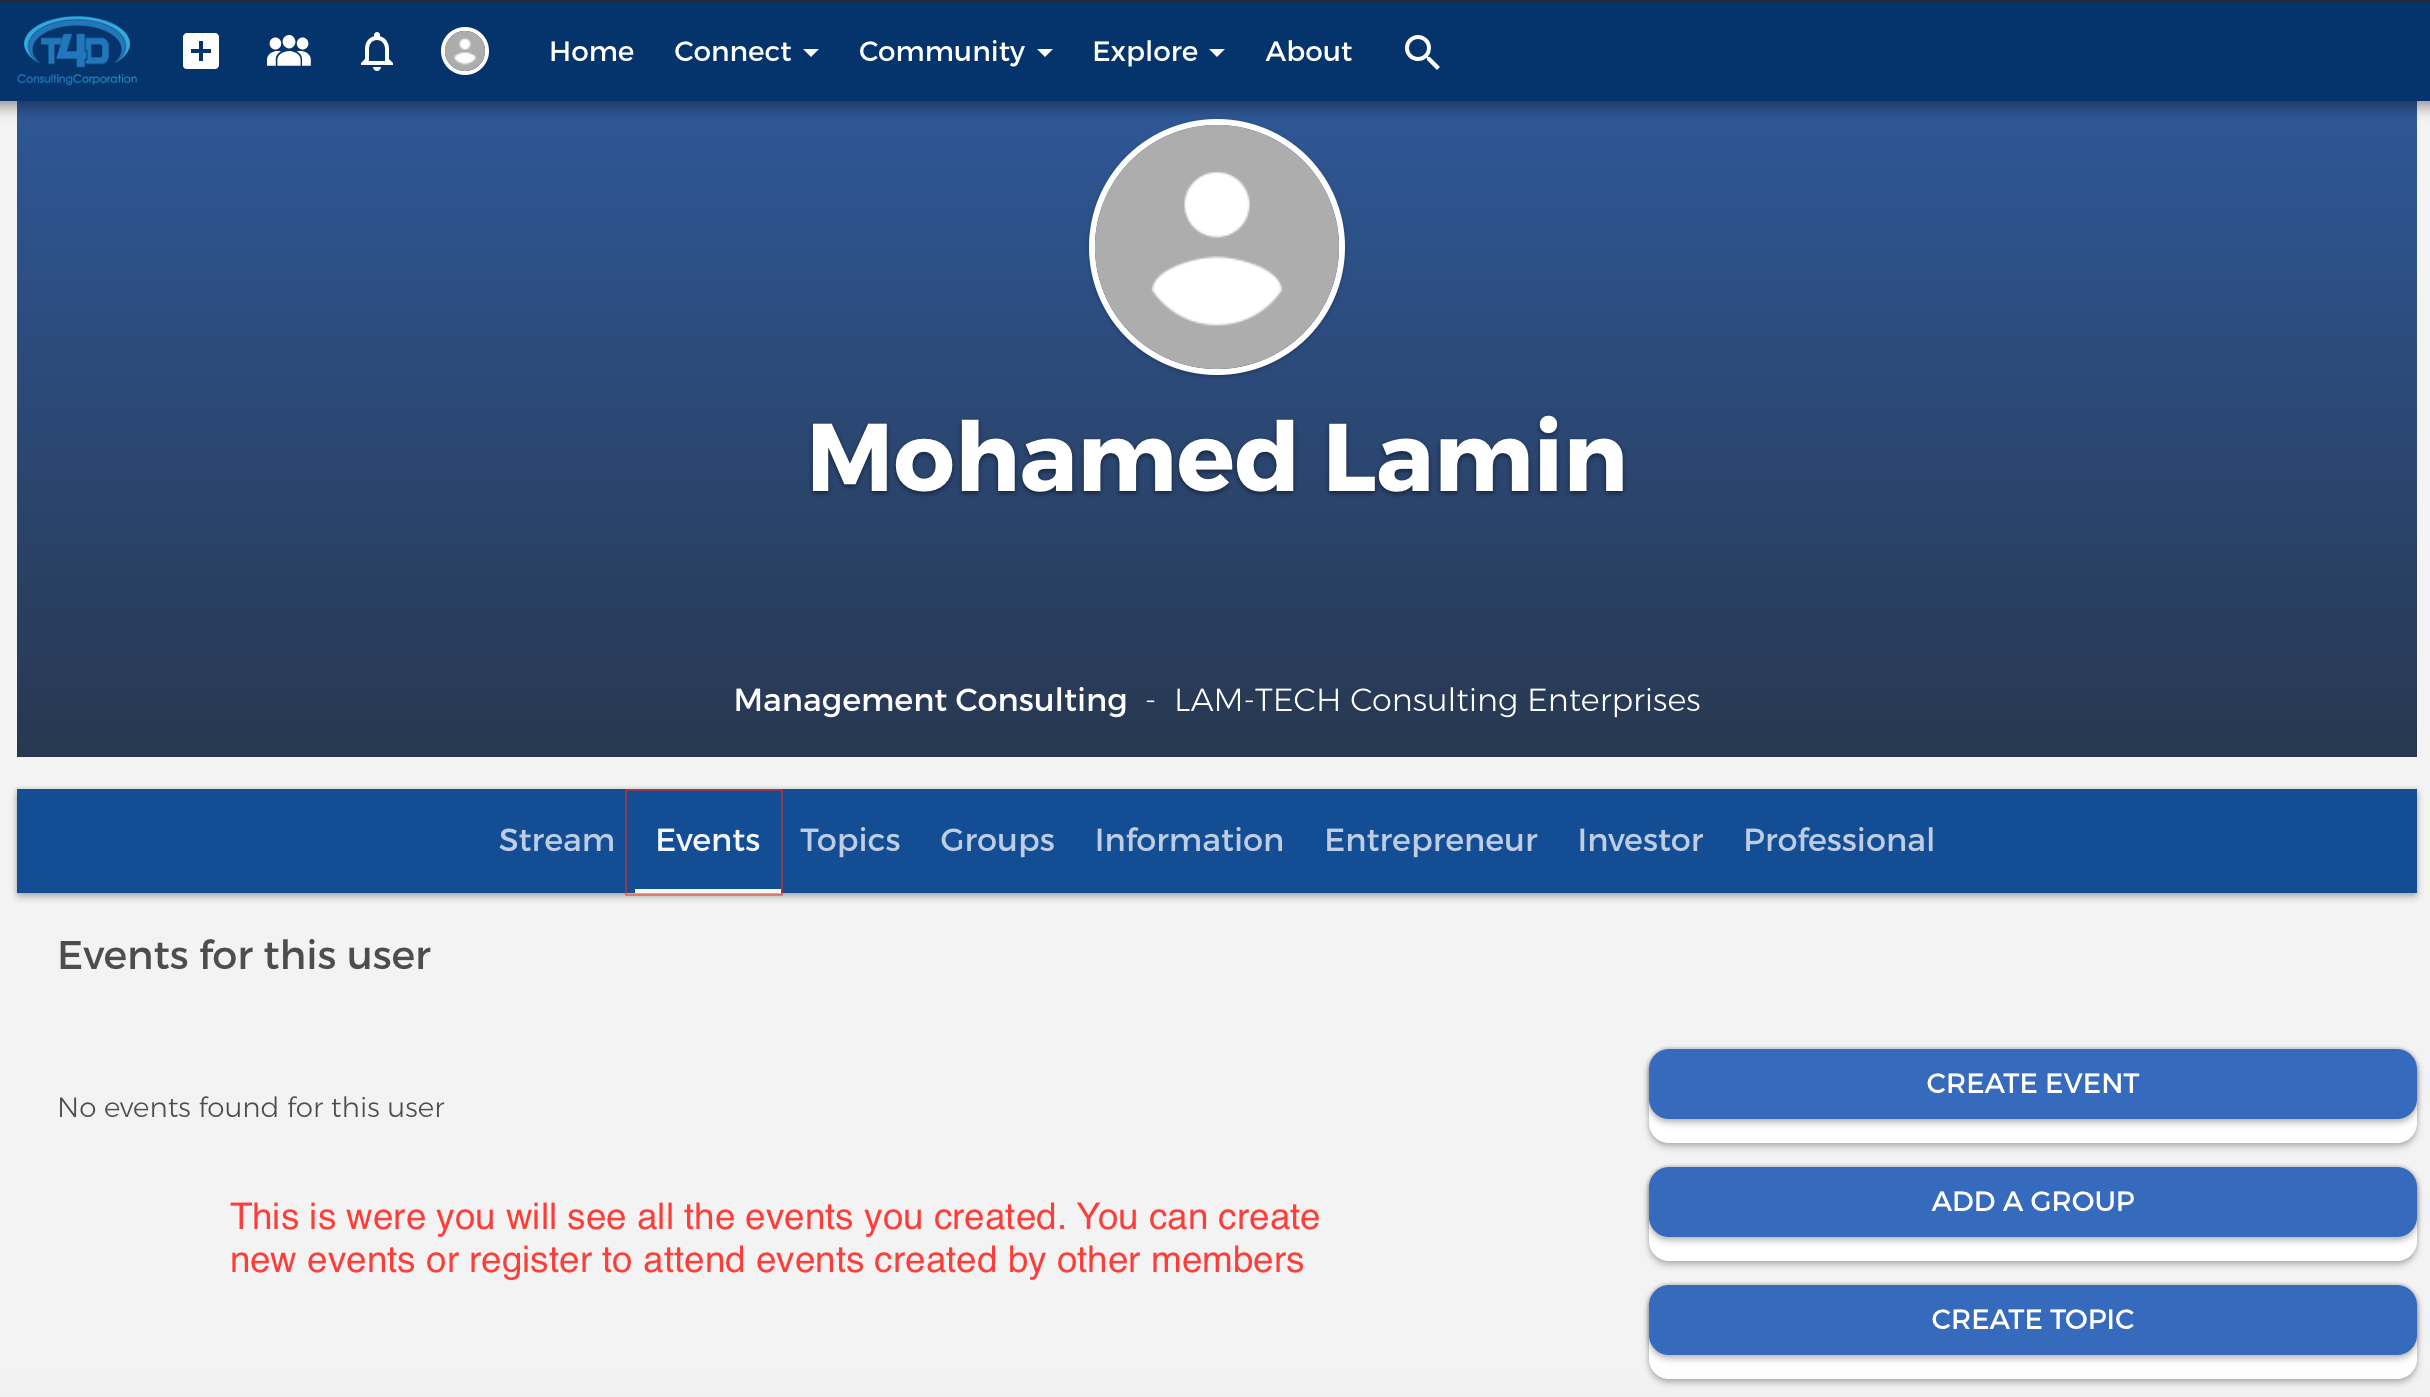 T4D
ConsultingCorporation
Home Connect Community Explore About
Mohamed Lamin
Management Consulting - LAM-TECH Consulting Enterprises
Stream Events Topics Groups Information Entrepreneur Investor Professional
Events for this user
No events found for this user
CREATE EVENT
ADD A GROUP
CREATE TOPIC
This is were you will see all the events you created. You can create
new events or register to attend events created by other members